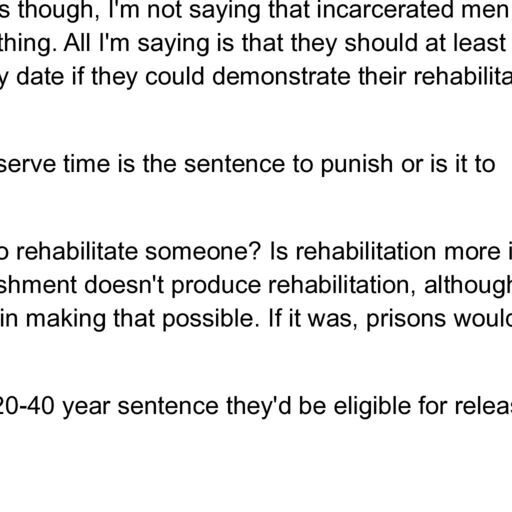 s though, I'm not saying that incarcerated men
thing. All I'm saying is that they should at least
y date if they could demonstrate their rehabilita
serve time is the sentence to punish or is it to
o rehabilitate someone? Is rehabilitation more i
shment doesn't produce rehabilitation, although
in making that possible. If it was, prisons would
20-40 year sentence they'd be eligible for releas